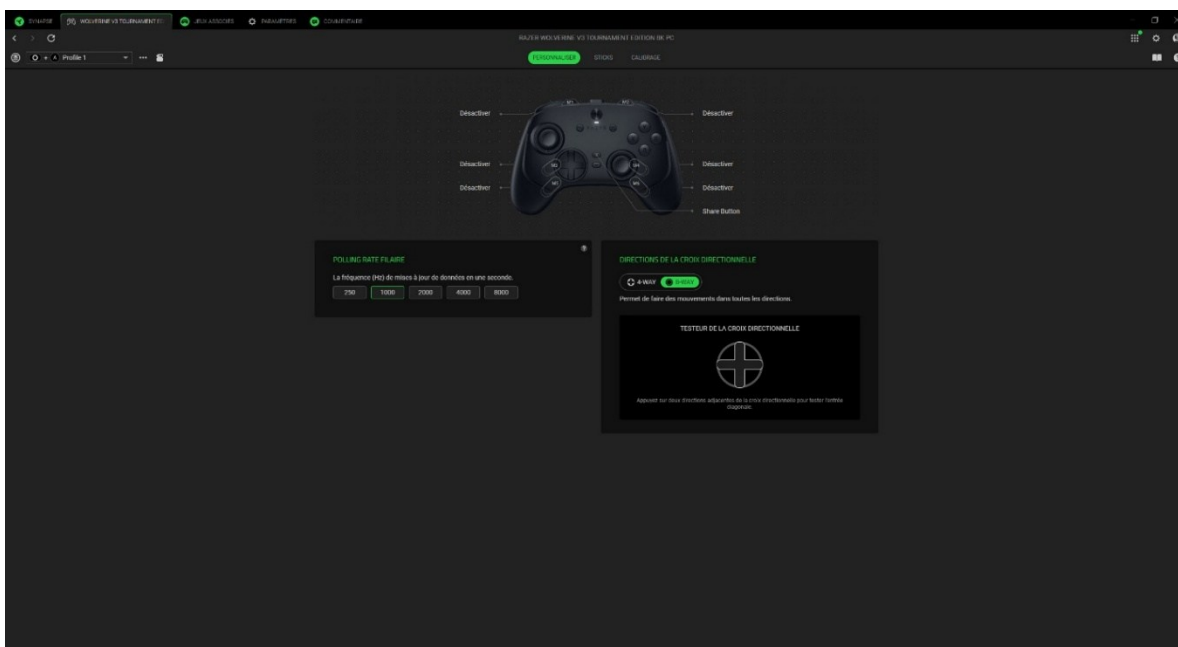 SYNAPSE WOLVERINE V3 TOURNAMENT ED JEUX ASSOCIÉS PARAMÈTRES COMMENTAIRE
RAZER WOLVERINE V3 TOURNAMENT EDITION 8K PC
Profile 1 PERSONNALISER STICKS CALIBRAGE
M1
Désactiver Désactiver
Désactiver M2 M4 Désactiver
Désactiver Désactiver
Share Button
POLLING RATE FILAIRE
La fréquence (Hz) de mises à jour de données en une seconde.
250 1000 2000 4000 8000
DIRECTIONS DE LA CROIX DIRECTIONNELLE
4-WAY 8-WAY
Permet de faire des mouvements dans toutes les directions.
TESTEUR DE LA CROIX DIRECTIONNELLE
Appuyez sur deux directions adjacentes de la croix directionnelle pour tester l'entrée
diagonale.